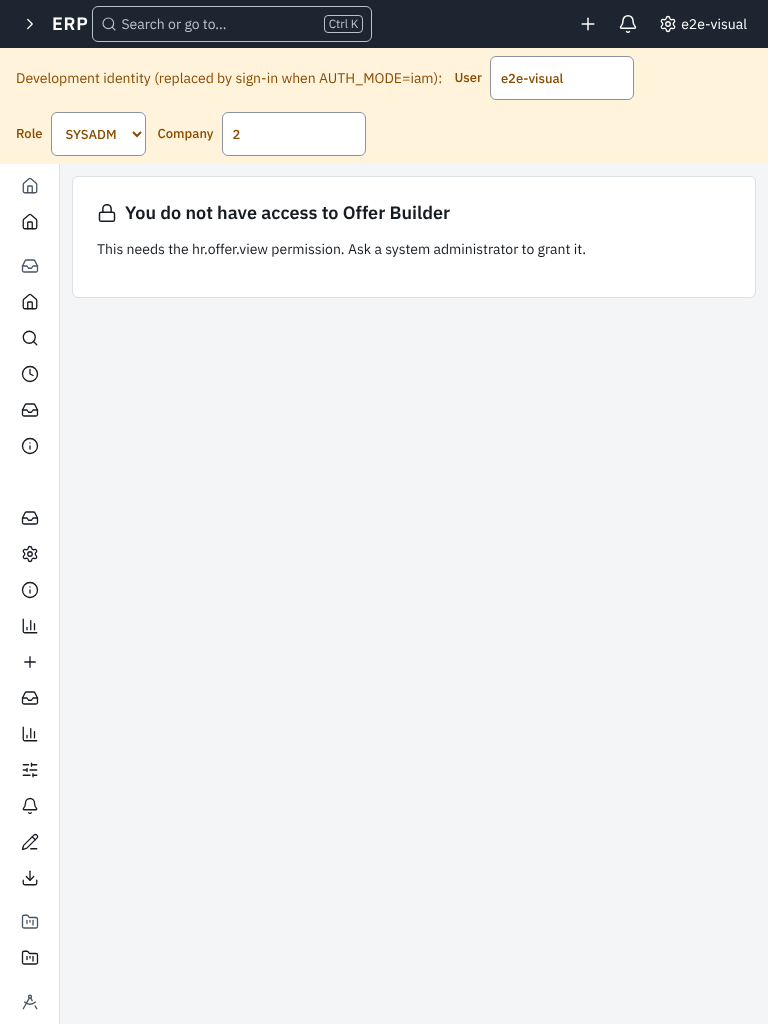 ERP Search or go to... Ctrl K e2e-visual
Development identity (replaced by sign-in when AUTH_MODE=iam): User e2e-visual
Role SYSADM Company 2
You do not have access to Offer Builder
This needs the hr.offer.view permission. Ask a system administrator to grant it.